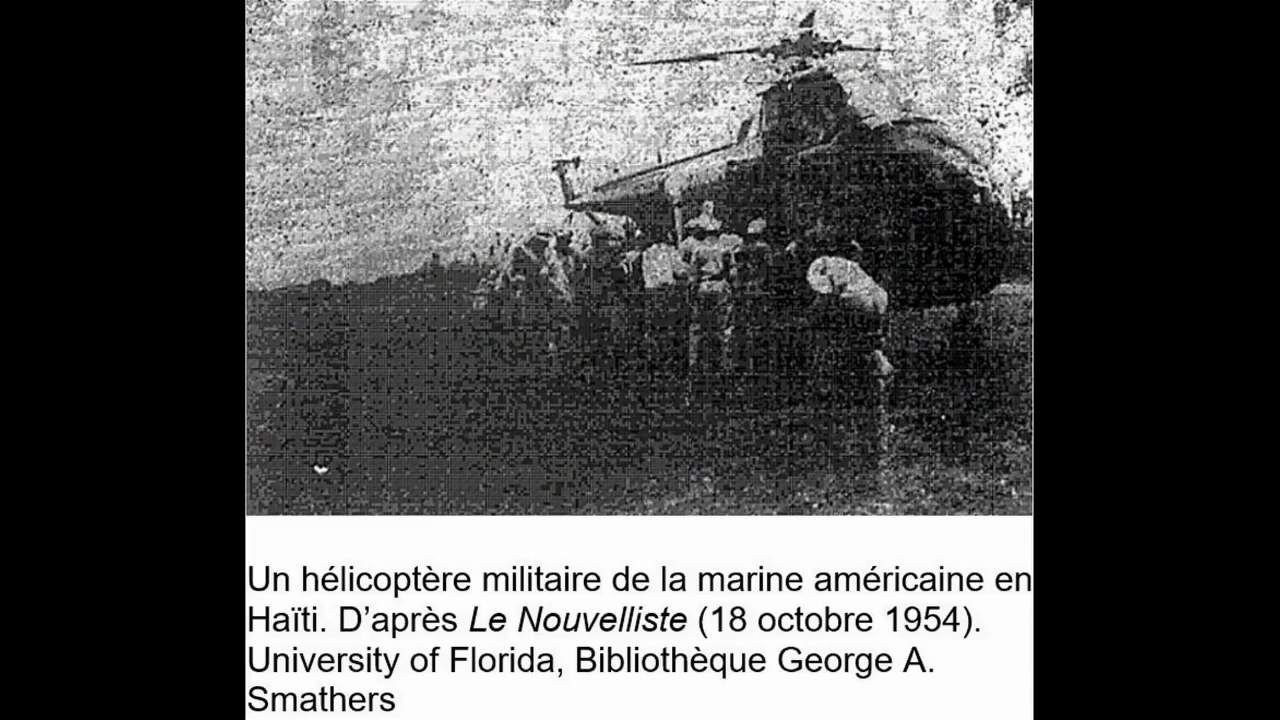 Un hélicoptère militaire de la marine américaine en
Haïti. D’après Le Nouvelliste (18 octobre 1954).
University of Florida, Bibliothèque George A.
Smathers